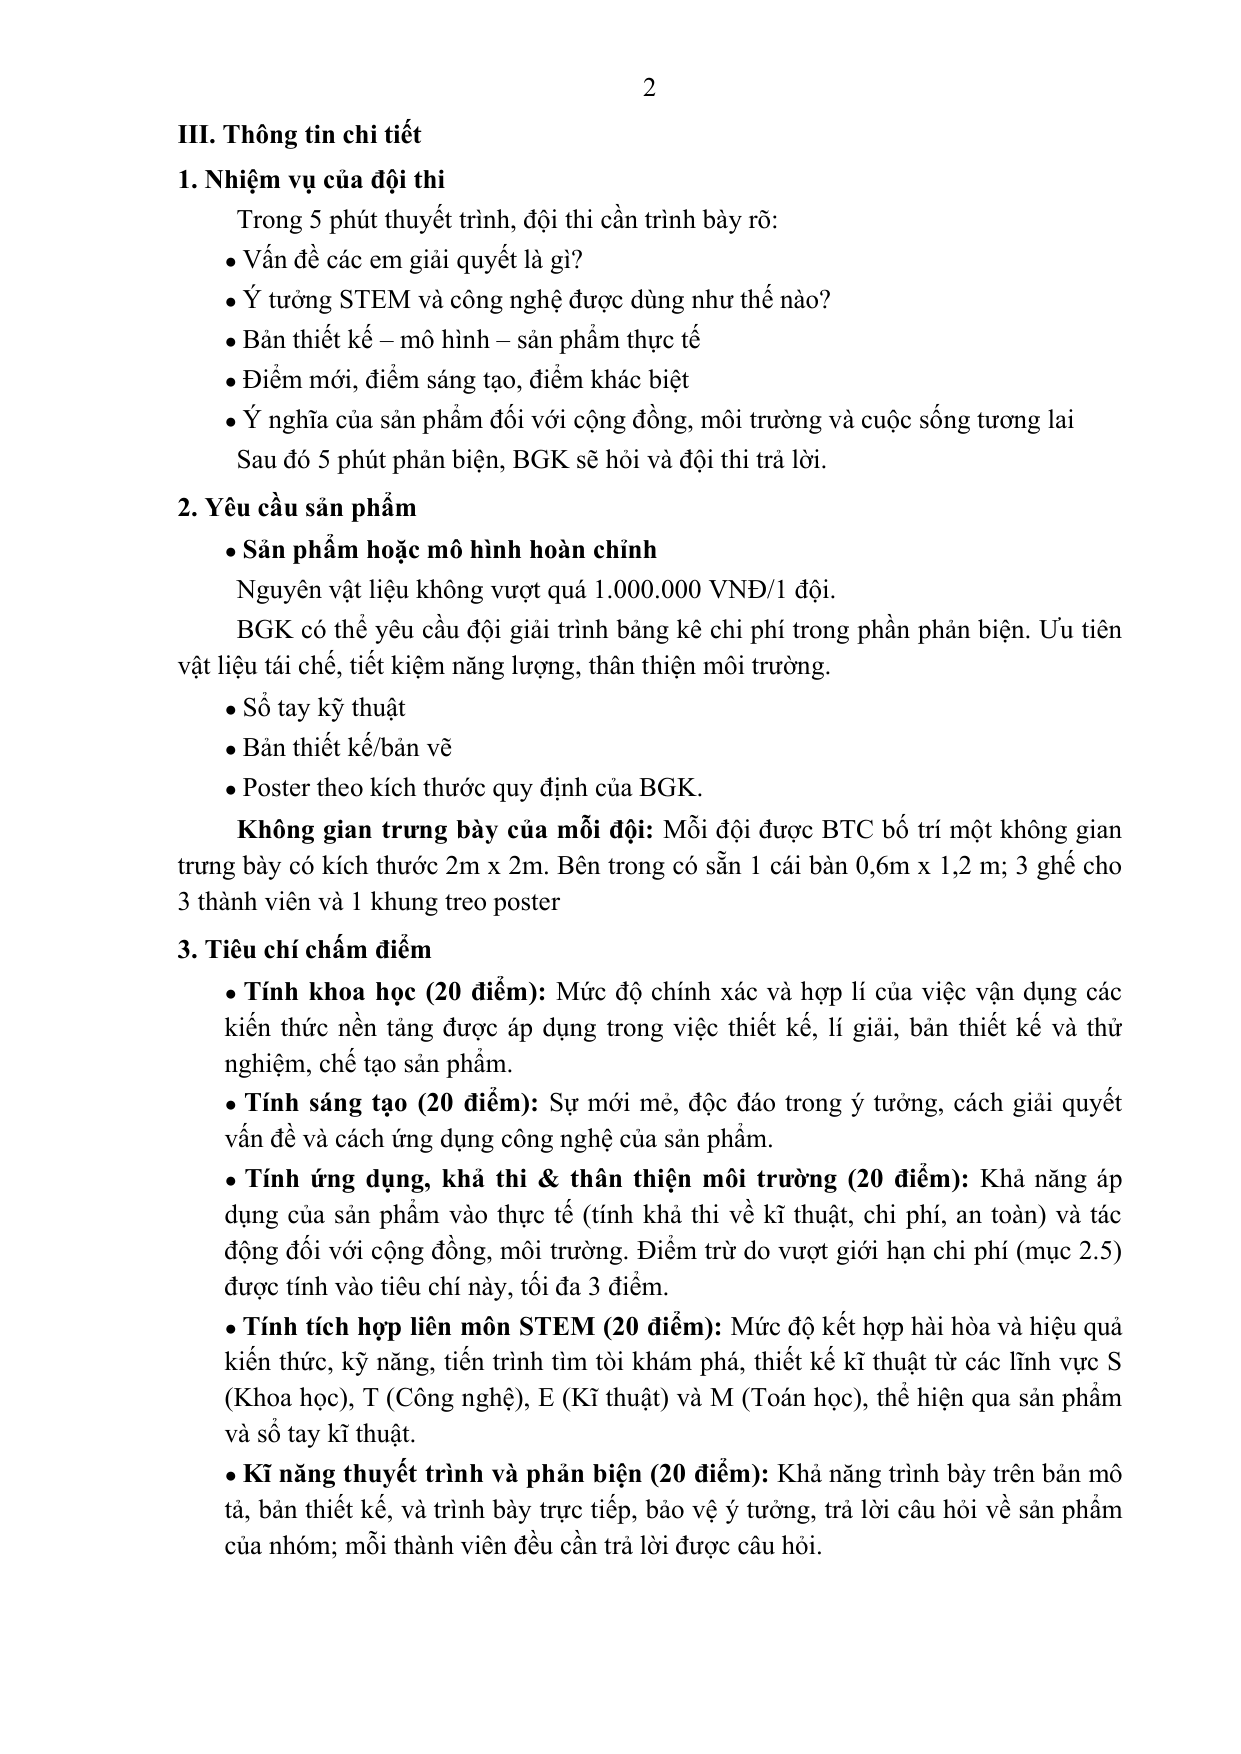 2
III. Thông tin chi tiết
1. Nhiệm vụ của đội thi
Trong 5 phút thuyết trình, đội thi cần trình bày rõ:
● Vấn đề các em giải quyết là gì?
● Ý tưởng STEM và công nghệ được dùng như thế nào?
● Bản thiết kế – mô hình – sản phẩm thực tế
● Điểm mới, điểm sáng tạo, điểm khác biệt
● Ý nghĩa của sản phẩm đối với cộng đồng, môi trường và cuộc sống tương lai
Sau đó 5 phút phản biện, BGK sẽ hỏi và đội thi trả lời.
2. Yêu cầu sản phẩm
● Sản phẩm hoặc mô hình hoàn chỉnh
Nguyên vật liệu không vượt quá 1.000.000 VNĐ/1 đội.
BGK có thể yêu cầu đội giải trình bảng kê chi phí trong phần phản biện. Ưu tiên
vật liệu tái chế, tiết kiệm năng lượng, thân thiện môi trường.
● Sổ tay kỹ thuật
● Bản thiết kế/bản vẽ
● Poster theo kích thước quy định của BGK.
Không gian trưng bày của mỗi đội: Mỗi đội được BTC bố trí một không gian
trưng bày có kích thước 2m x 2m. Bên trong có sẵn 1 cái bàn 0,6m x 1,2 m; 3 ghế cho
3 thành viên và 1 khung treo poster
3. Tiêu chí chấm điểm
● Tính khoa học (20 điểm): Mức độ chính xác và hợp lí của việc vận dụng các
kiến thức nền tảng được áp dụng trong việc thiết kế, lí giải, bản thiết kế và thử
nghiệm, chế tạo sản phẩm.
● Tính sáng tạo (20 điểm): Sự mới mẻ, độc đáo trong ý tưởng, cách giải quyết
vấn đề và cách ứng dụng công nghệ của sản phẩm.
● Tính ứng dụng, khả thi & thân thiện môi trường (20 điểm): Khả năng áp
dụng của sản phẩm vào thực tế (tính khả thi về kĩ thuật, chi phí, an toàn) và tác
động đối với cộng đồng, môi trường. Điểm trừ do vượt giới hạn chi phí (mục 2.5)
được tính vào tiêu chí này, tối đa 3 điểm.
● Tính tích hợp liên môn STEM (20 điểm): Mức độ kết hợp hài hòa và hiệu quả
kiến thức, kỹ năng, tiến trình tìm tòi khám phá, thiết kế kĩ thuật từ các lĩnh vực S
(Khoa học), T (Công nghệ), E (Kĩ thuật) và M (Toán học), thể hiện qua sản phẩm
và sổ tay kĩ thuật.
● Kĩ năng thuyết trình và phản biện (20 điểm): Khả năng trình bày trên bản mô
tả, bản thiết kế, và trình bày trực tiếp, bảo vệ ý tưởng, trả lời câu hỏi về sản phẩm
của nhóm; mỗi thành viên đều cần trả lời được câu hỏi.